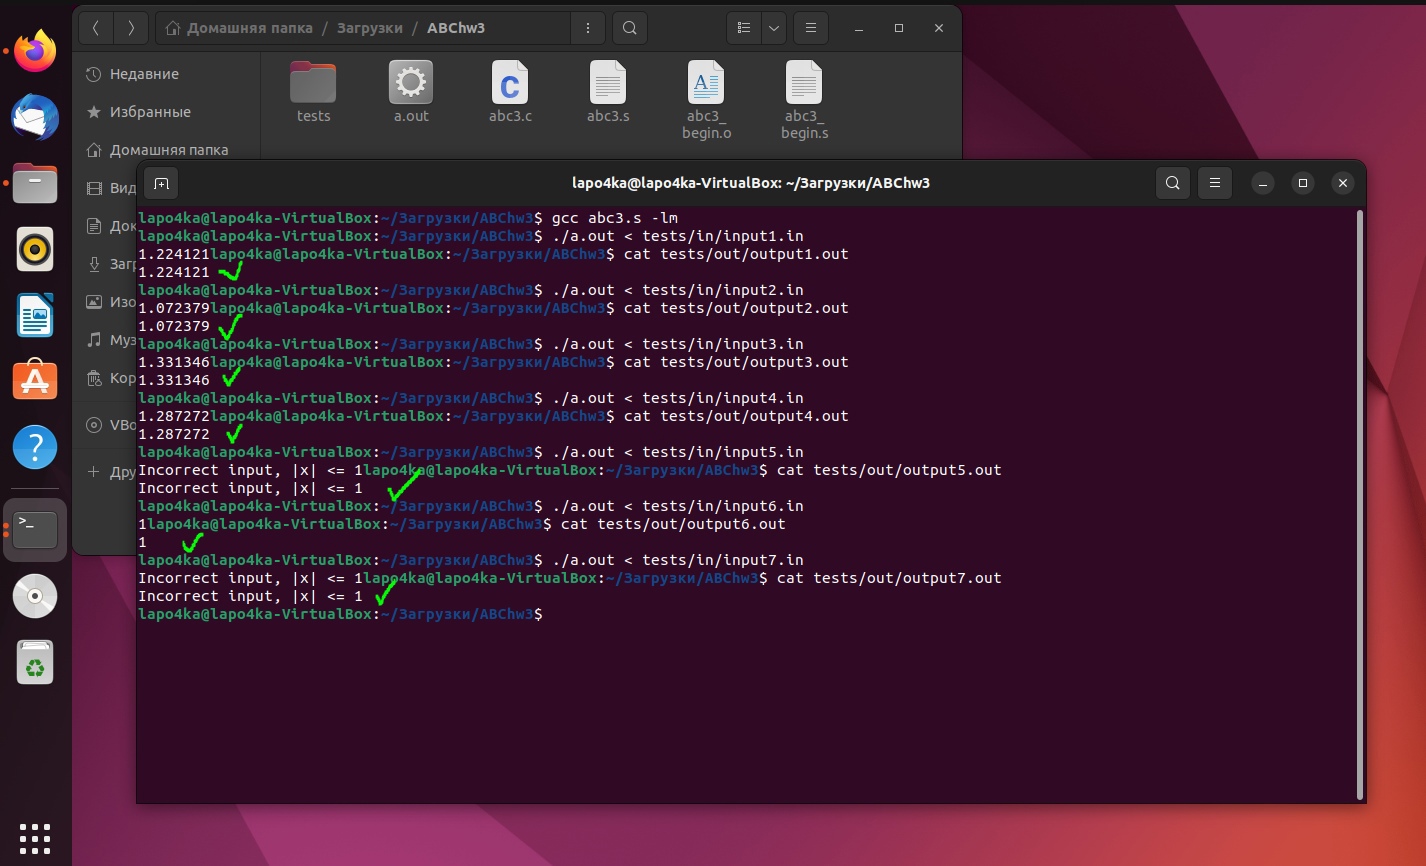 Домашняя папка / Загрузки / ABChw3
Недавние
Избранные
Домашняя папка
Вид
Док
Заг
Изо
Муз
Кор
VBo
Дру
tests
a.out
abc3.c
abc3.s
abc3_
begin.o
abc3_
begin.s
lapo4ka@lapo4ka-VirtualBox: ~/Загрузки/ABChw3
lapo4ka@lapo4ka-VirtualBox:~/Загрузки/ABChw3$ gcc abc3.s -lm
lapo4ka@lapo4ka-VirtualBox:~/Загрузки/ABChw3$ ./a.out < tests/in/input1.in
1.224121lapo4ka@lapo4ka-VirtualBox:~/Загрузки/ABChw3$ cat tests/out/output1.out
1.224121
lapo4ka@lapo4ka-VirtualBox:~/Загрузки/ABChw3$ ./a.out < tests/in/input2.in
1.072379lapo4ka@lapo4ka-VirtualBox:~/Загрузки/ABChw3$ cat tests/out/output2.out
1.072379
lapo4ka@lapo4ka-VirtualBox:~/Загрузки/ABChw3$ ./a.out < tests/in/input3.in
1.331346lapo4ka@lapo4ka-VirtualBox:~/Загрузки/ABChw3$ cat tests/out/output3.out
1.331346
lapo4ka@lapo4ka-VirtualBox:~/Загрузки/ABChw3$ ./a.out < tests/in/input4.in
1.287272lapo4ka@lapo4ka-VirtualBox:~/Загрузки/ABChw3$ cat tests/out/output4.out
1.287272
lapo4ka@lapo4ka-VirtualBox:~/Загрузки/ABChw3$ ./a.out < tests/in/input5.in
Incorrect input, |x| <= 1lapo4ka@lapo4ka-VirtualBox:~/Загрузки/ABChw3$ cat tests/out/output5.out
Incorrect input, |x| <= 1
lapo4ka@lapo4ka-VirtualBox:~/Загрузки/ABChw3$ ./a.out < tests/in/input6.in
1lapo4ka@lapo4ka-VirtualBox:~/Загрузки/ABChw3$ cat tests/out/output6.out
1
lapo4ka@lapo4ka-VirtualBox:~/Загрузки/ABChw3$ ./a.out < tests/in/input7.in
Incorrect input, |x| <= 1lapo4ka@lapo4ka-VirtualBox:~/Загрузки/ABChw3$ cat tests/out/output7.out
Incorrect input, |x| <= 1
lapo4ka@lapo4ka-VirtualBox:~/Загрузки/ABChw3$